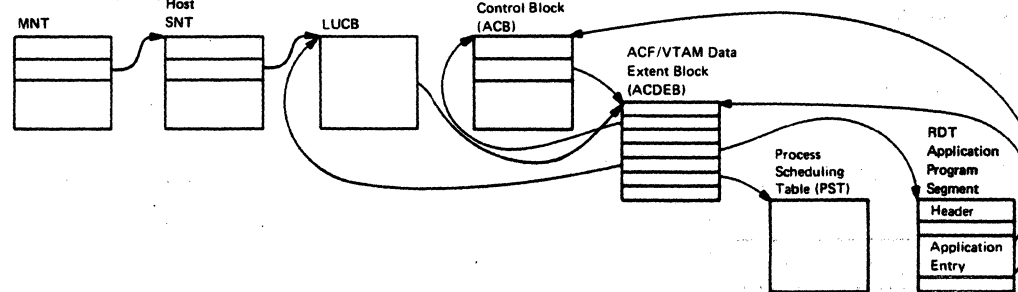 MNT
Host
SNT
LUCB
Control Block
(ACB)
ACF/VTAM Data
Extent Block
(ACDEB)
Process
Scheduling
Table (PST)
RDT
Application
Program
Segment
Header
Application
Entry